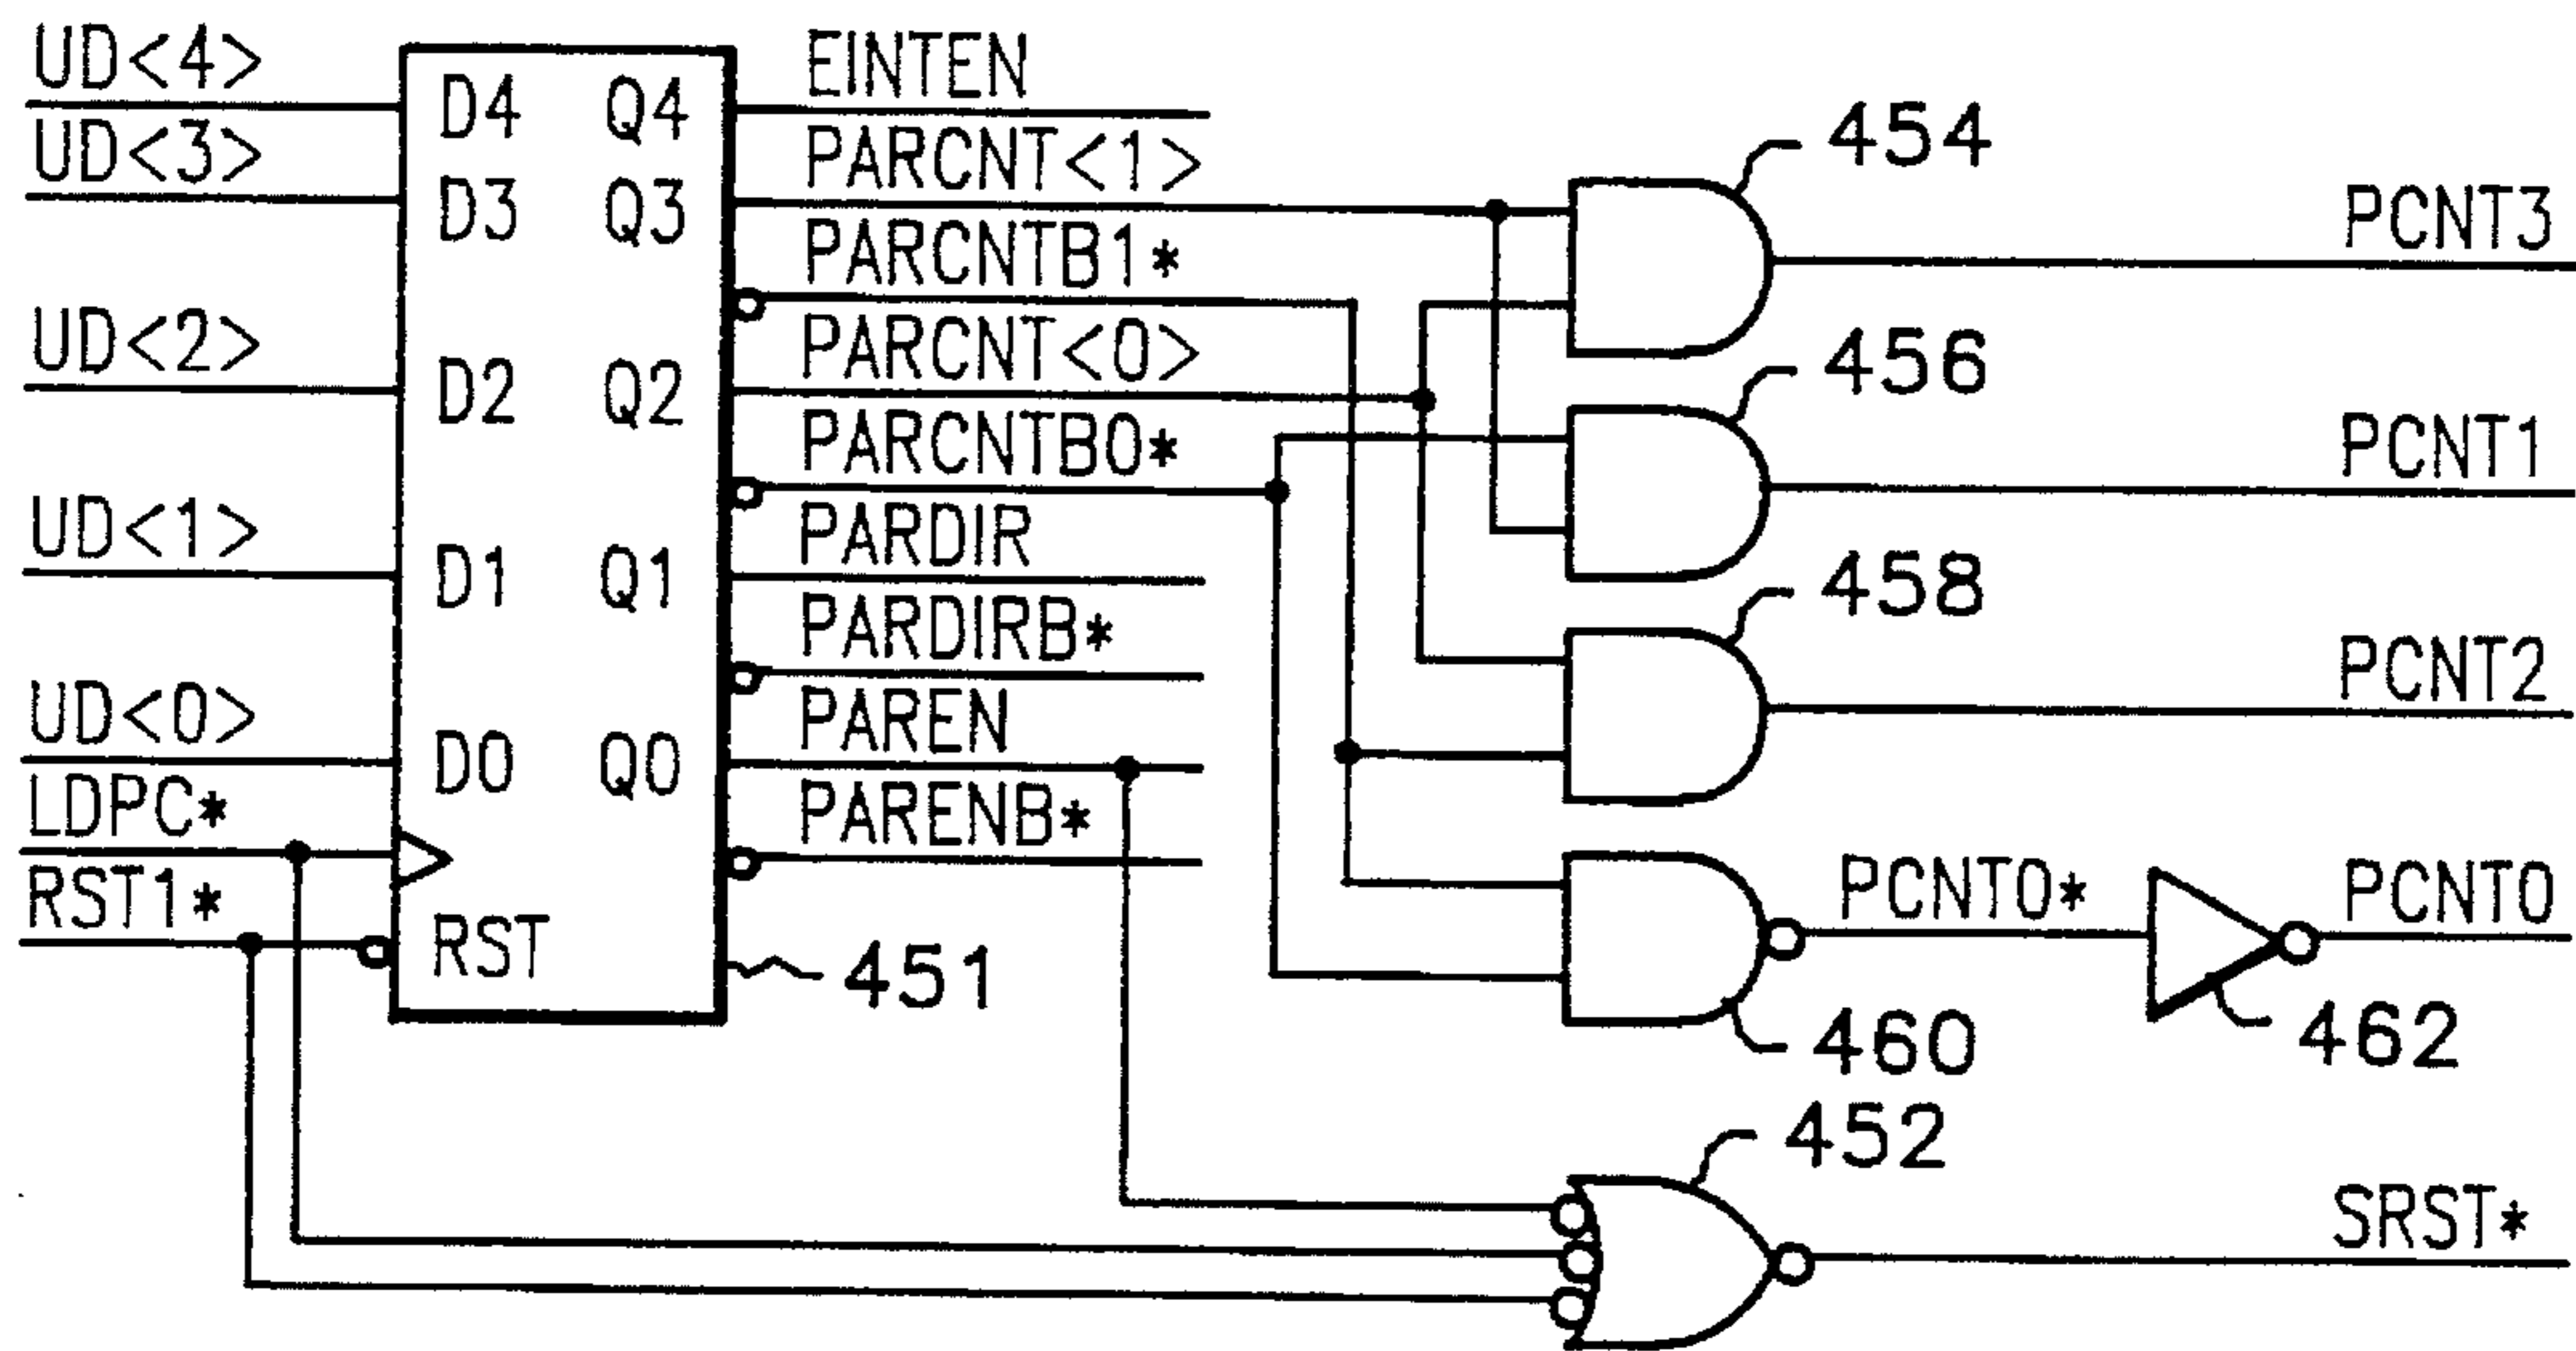 UD<4>
UD<3>
UD<2>
UD<1>
UD<0>
LDPC*
RST1*
D4 Q4
D3 Q3
D2 Q2
D1 Q1
D0 Q0
RST
451
EINTEN
PARCNT<1>
PARCNTB1*
PARCNT<0>
PARCNTB0*
PARDIR
PARDIRB*
PAREN
PARENB*
454
PCNT3
456
PCNT1
458
PCNT2
460
PCNT0*
462
PCNT0
452
SRST*